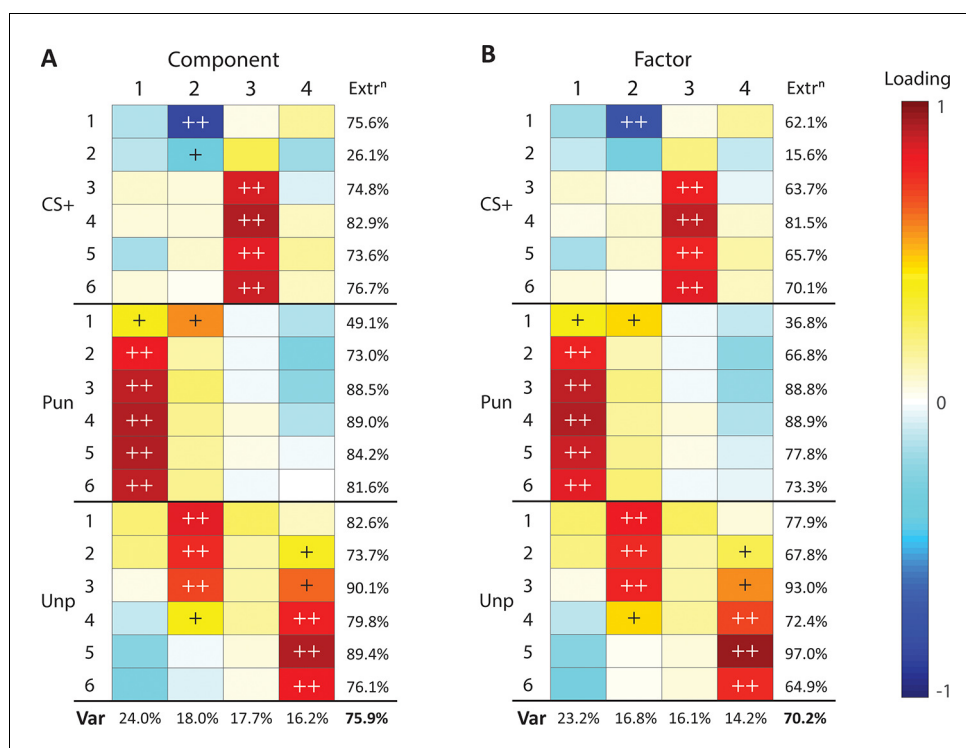 A
Component
1 2 3 4 Extrⁿ
CS+
1 ++ 75.6%
2 + 26.1%
3 ++ 74.8%
4 ++ 82.9%
5 ++ 73.6%
6 ++ 76.7%
Pun
1 + + 49.1%
2 ++ 73.0%
3 ++ 88.5%
4 ++ 89.0%
5 ++ 84.2%
6 ++ 81.6%
Unp
1 ++ 82.6%
2 ++ + 73.7%
3 ++ + 90.1%
4 + ++ 79.8%
5 ++ 89.4%
6 ++ 76.1%
Var 24.0% 18.0% 17.7% 16.2% 75.9%
B
Factor
1 2 3 4 Extrⁿ
CS+
1 ++ 62.1%
2 15.6%
3 ++ 63.7%
4 ++ 81.5%
5 ++ 65.7%
6 ++ 70.1%
Pun
1 + + 36.8%
2 ++ 66.8%
3 ++ 88.8%
4 ++ 88.9%
5 ++ 77.8%
6 ++ 73.3%
Unp
1 ++ 77.9%
2 ++ + 67.8%
3 ++ + 93.0%
4 + ++ 72.4%
5 ++ 97.0%
6 ++ 64.9%
Var 23.2% 16.8% 16.1% 14.2% 70.2%
Loading
1
0
-1